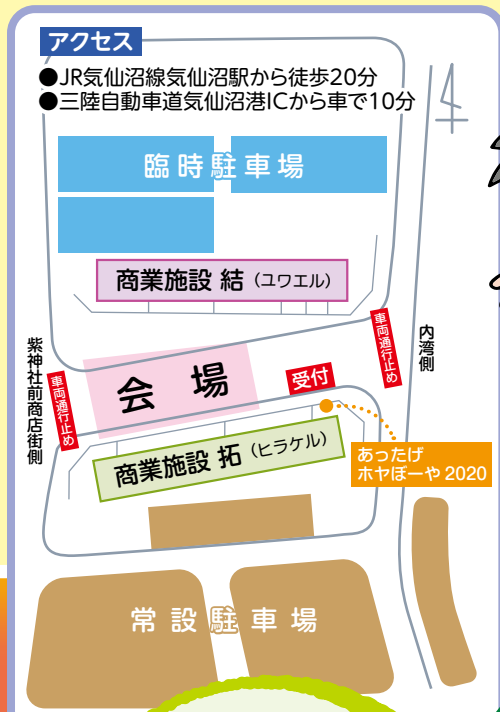 アクセス
●JR気仙沼線気仙沼駅から徒歩20分
●三陸自動車道気仙沼港ICから車で10分
臨時駐車場
商業施設 結（ユワエル）
車両通行止め
内湾側
紫神社前商店街側
車両通行止め
会場
受付
商業施設 拓（ヒラケル）
あったげ
ホヤぼーや2020
常設駐車場